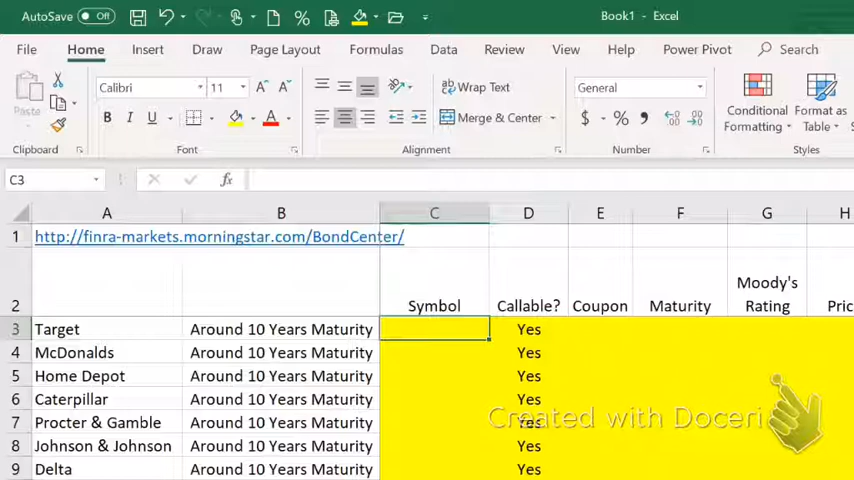 AutoSave Off Book1 - Excel
File Home Insert Draw Page Layout Formulas Data Review View Help Power Pivot Search
Paste Calibri 11 A A ab Wrap Text General Conditional Formatting Format as Table
B I U A Merge & Center $ % 9
Clipboard Font Alignment Number Styles
C3 fx
A B C D E F G H
1 http://finra-markets.morningstar.com/BondCenter/
2 Symbol Callable? Coupon Maturity Moody's Rating Pric
3 Target Around 10 Years Maturity Yes
4 McDonalds Around 10 Years Maturity Yes
5 Home Depot Around 10 Years Maturity Yes
6 Caterpillar Around 10 Years Maturity Yes
Created with Doceri
7 Procter & Gamble Around 10 Years Maturity Yes
8 Johnson & Johnson Around 10 Years Maturity Yes
9 Delta Around 10 Years Maturity Yes